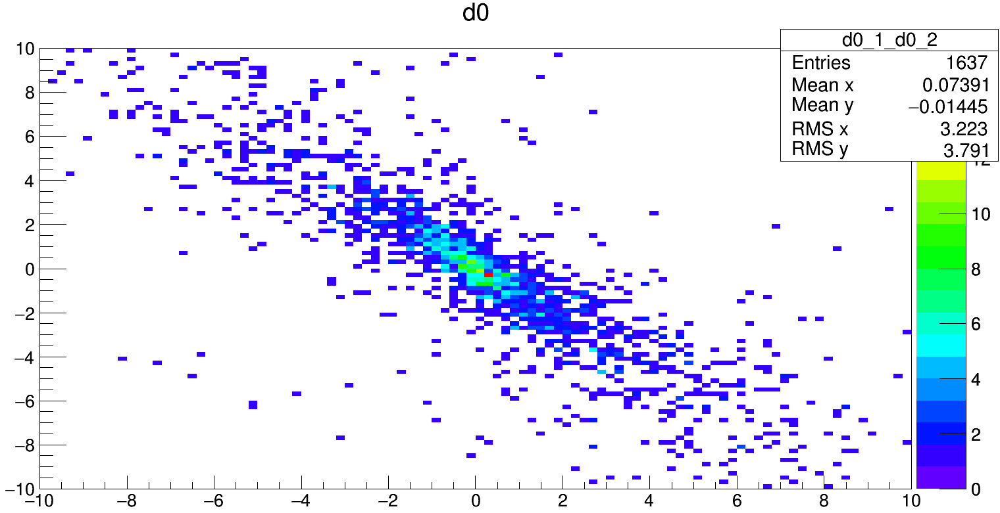 d0
d0_1_d0_2
Entries 1637
Mean x 0.07391
Mean y −0.01445
RMS x 3.223
RMS y 3.791
10
8
6
4
2
0
−2
−4
−6
−8
−10
−10 −8 −6 −4 −2 0 2 4 6 8 10
12
10
8
6
4
2
0